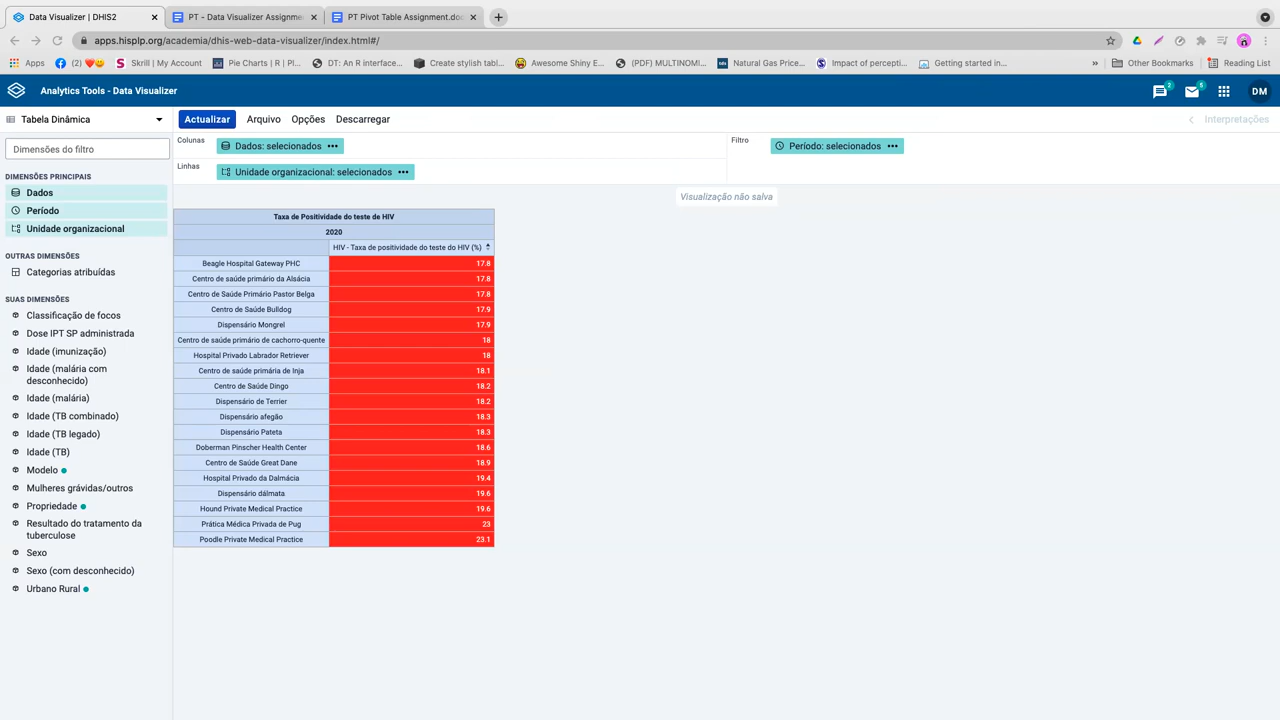 Data Visualizer | DHIS2
PT - Data Visualizer Assignme
PT Pivot Table Assignment.doc
apps.hisplp.org/academia/dhis-web-data-visualizer/index.html#/
Apps
(2)
Skrill | My Account
Pie Charts | R | Pl...
DT: An R interface...
Create stylish tabl...
Awesome Shiny E...
(PDF) MULTINOMI...
Natural Gas Price...
Impact of percepti...
Getting started in...
»
Other Bookmarks
Reading List
Analytics Tools - Data Visualizer
2
5
DM
Tabela Dinâmica
Actualizar
Arquivo
Opções
Descarregar
Interpretações
Dimensões do filtro
Colunas
Dados: selecionados
Filtro
Período: selecionados
Linhas
Unidade organizacional: selecionados
DIMENSÕES PRINCIPAIS
Dados
Período
Unidade organizacional
OUTRAS DIMENSÕES
Categorias atribuídas
SUAS DIMENSÕES
Classificação de focos
Dose IPT SP administrada
Idade (imunização)
Idade (malária com
desconhecido)
Idade (malária)
Idade (TB combinado)
Idade (TB legado)
Idade (TB)
Modelo
Mulheres grávidas/outros
Propriedade
Resultado do tratamento da
tuberculose
Sexo
Sexo (com desconhecido)
Urbano Rural
Visualização não salva
Taxa de Positividade do teste de HIV
2020
HIV - Taxa de positividade do teste do HIV (%)
Beagle Hospital Gateway PHC 17.8
Centro de saúde primário da Alsácia 17.8
Centro de Saúde Primário Pastor Belga 17.8
Centro de Saúde Bulldog 17.9
Dispensário Mongrel 17.9
Centro de saúde primário de cachorro-quente 18
Hospital Privado Labrador Retriever 18
Centro de saúde primária de Inja 18.1
Centro de Saúde Dingo 18.2
Dispensário de Terrier 18.2
Dispensário afegão 18.3
Dispensário Pateta 18.3
Doberman Pinscher Health Center 18.6
Centro de Saúde Great Dane 18.9
Hospital Privado da Dalmácia 19.4
Dispensário dálmata 19.6
Hound Private Medical Practice 19.6
Prática Médica Privada de Pug 23
Poodle Private Medical Practice 23.1